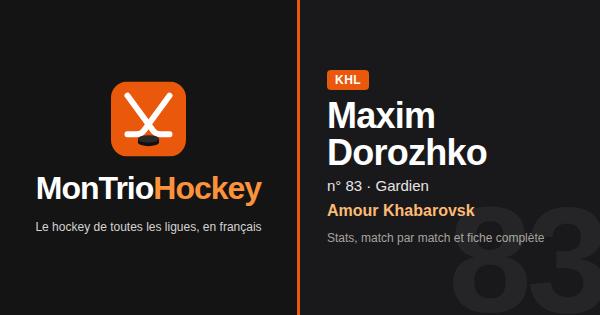 MonTrioHockey
Le hockey de toutes les ligues, en français
KHL
Maxim
Dorozhko
n° 83 · Gardien
Amour Khabarovsk
Stats, match par match et fiche complète
83